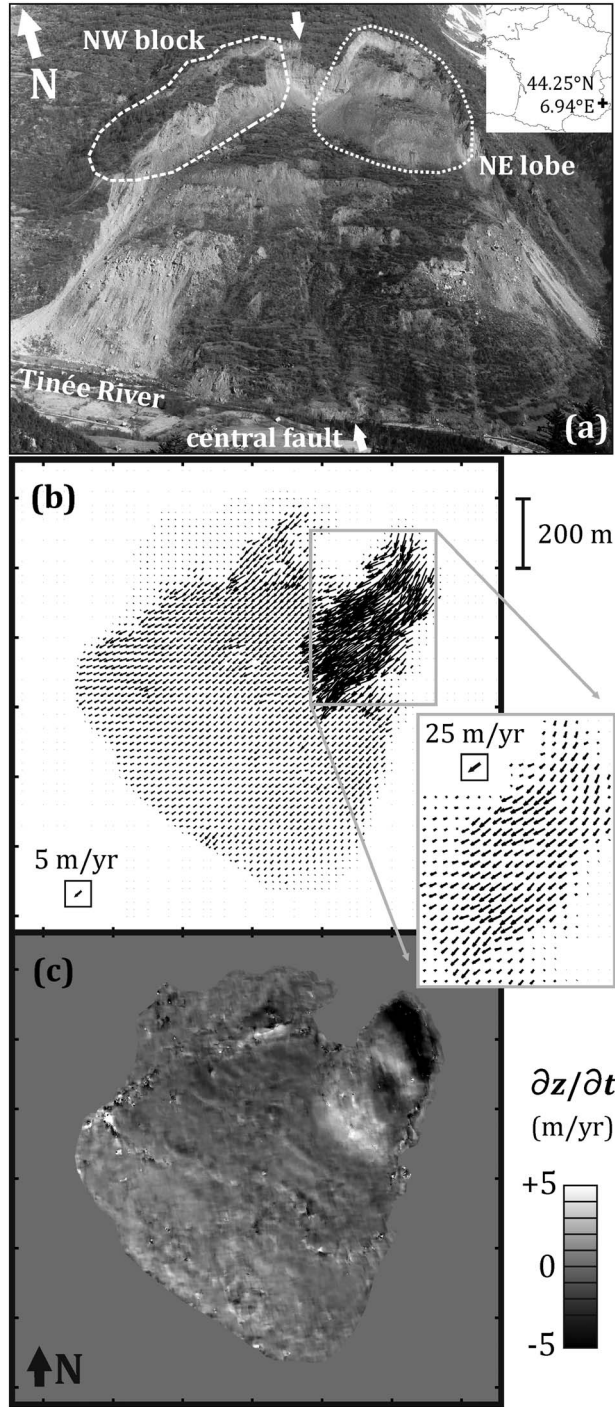 NW block
N
44.25°N
6.94°E
NE lobe
Tinée River
central fault
(a)
(b)
200 m
25 m/yr
5 m/yr
(c)
∂z/∂t
(m/yr)
+5
0
-5
N